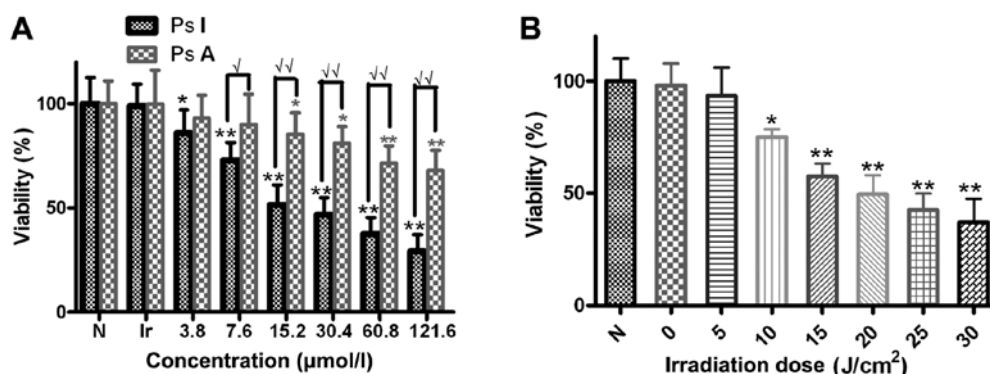 A
Ps I
Ps A
Viability (%)
100
50
0
√ √√ √√ √√ √√
* ** ** ** ** **
* * ** **
N Ir 3.8 7.6 15.2 30.4 60.8 121.6
Concentration (μmol/l)
B
Viability (%)
100
50
0
* ** ** ** **
N 0 5 10 15 20 25 30
Irradiation dose (J/cm²)